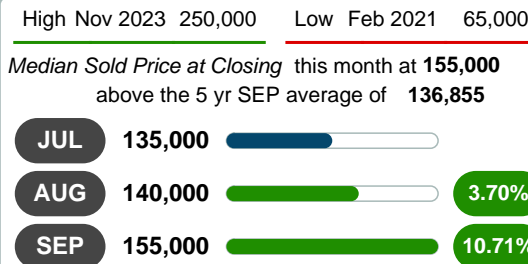 High Nov 2023 250,000 Low Feb 2021 65,000
Median Sold Price at Closing this month at 155,000
above the 5 yr SEP average of 136,855
JUL 135,000
AUG 140,000 3.70%
SEP 155,000 10.71%